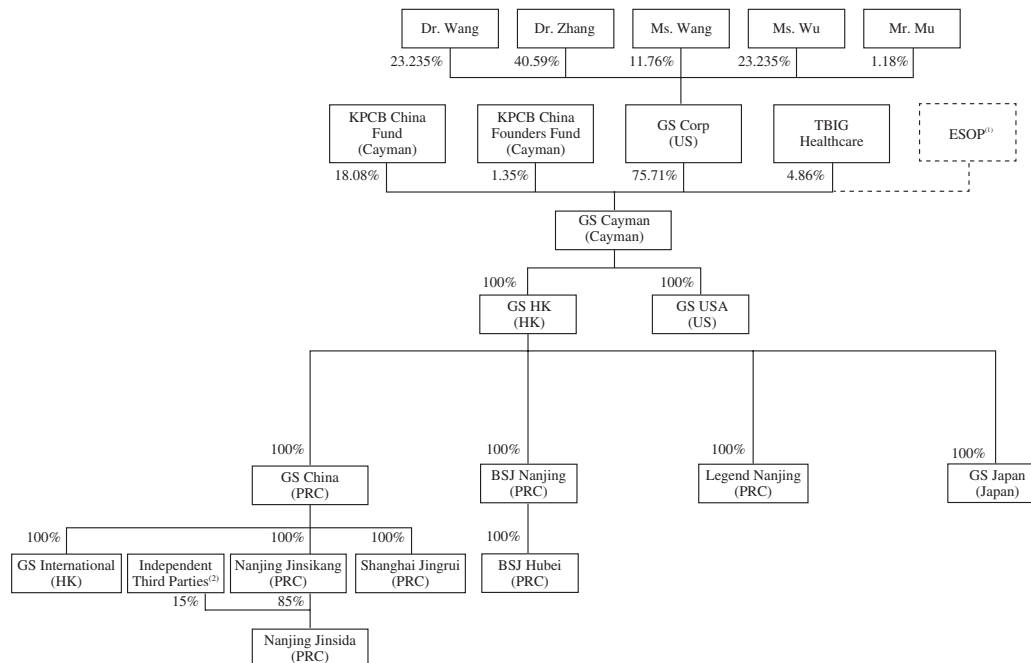 Dr. Wang
Dr. Zhang
Ms. Wang
Ms. Wu
Mr. Mu
23.235%
40.59%
11.76%
23.235%
1.18%
KPCB China
Fund
(Cayman)
KPCB China
Founders Fund
(Cayman)
GS Corp
(US)
TBIG
Healthcare
ESOP(1)
18.08%
1.35%
75.71%
4.86%
GS Cayman
(Cayman)
100%
100%
GS HK
(HK)
GS USA
(US)
100%
100%
100%
100%
GS China
(PRC)
BSJ Nanjing
(PRC)
Legend Nanjing
(PRC)
GS Japan
(Japan)
100%
100%
100%
100%
GS International
(HK)
Independent
Third Parties(2)
Nanjing Jinsikang
(PRC)
Shanghai Jingrui
(PRC)
BSJ Hubei
(PRC)
15%
85%
Nanjing Jinsida
(PRC)